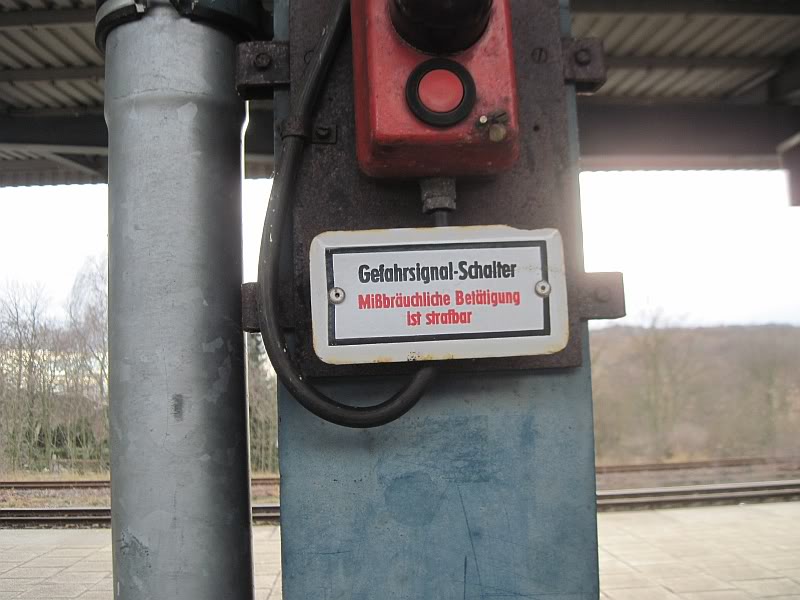 Gefahrsignal-Schalter
Mißbräuchliche Betätigung
ist strafbar